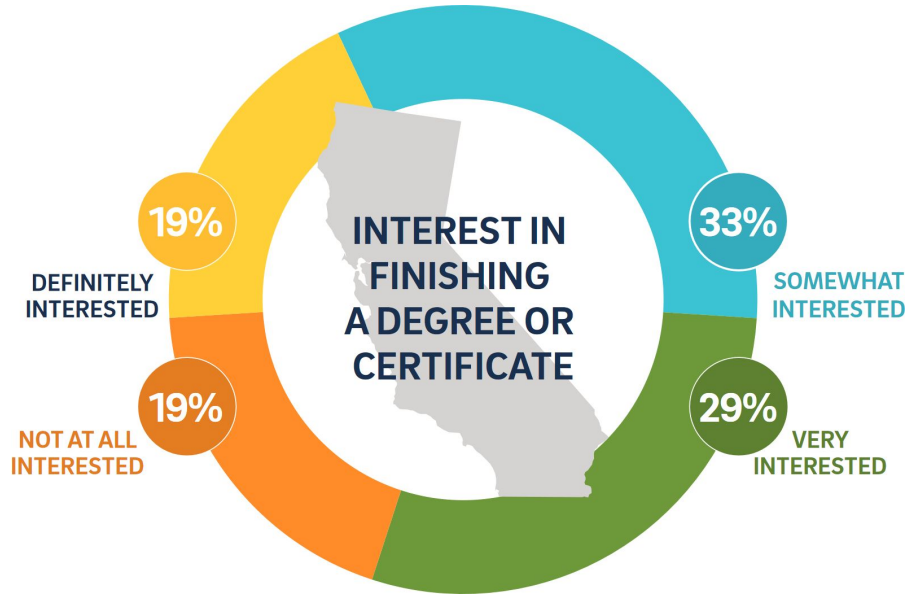 INTEREST IN
FINISHING
A DEGREE OR
CERTIFICATE
19%
DEFINITELY
INTERESTED
33%
SOMEWHAT
INTERESTED
19%
NOT AT ALL
INTERESTED
29%
VERY
INTERESTED